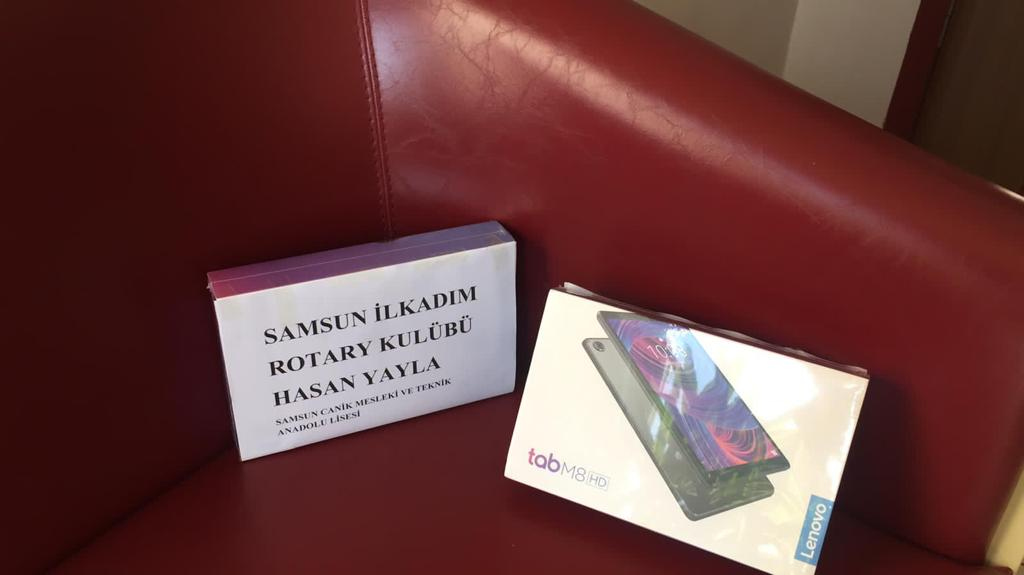 SAMSUN İLKADIM
ROTARY KULÜBÜ
HASAN YAYLA
SAMSUN CANİK MESLEKİ VE TEKNİK
ANADOLU LİSESİ
tab M8 HD
Lenovo